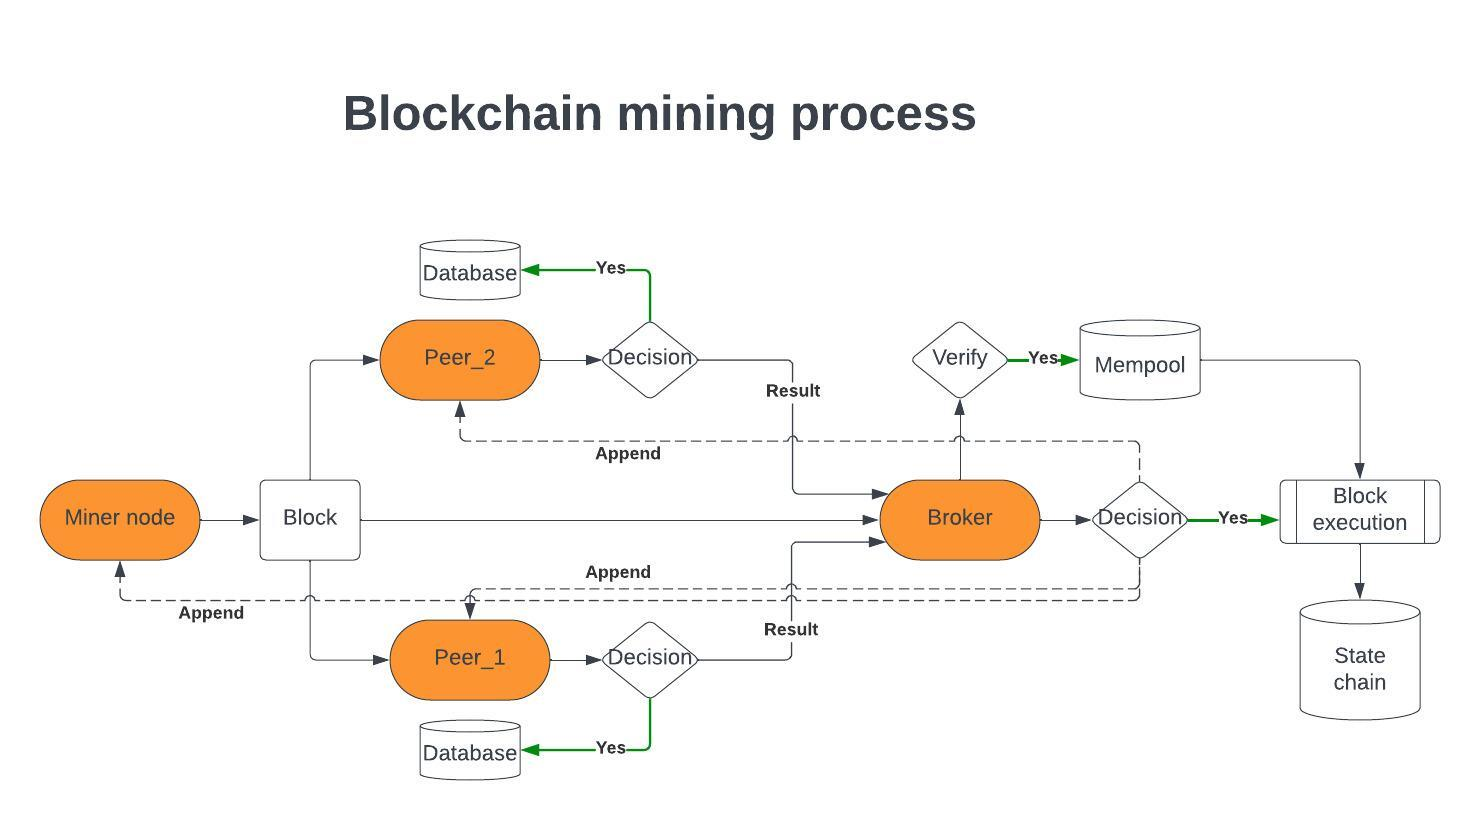 Blockchain mining process
Database
Yes
Peer_2
Decision
Verify
Yes
Mempool
Result
Append
Miner node
Block
Broker
Decision
Yes
Block
execution
Append
Append
Result
Peer_1
Decision
State
chain
Database
Yes